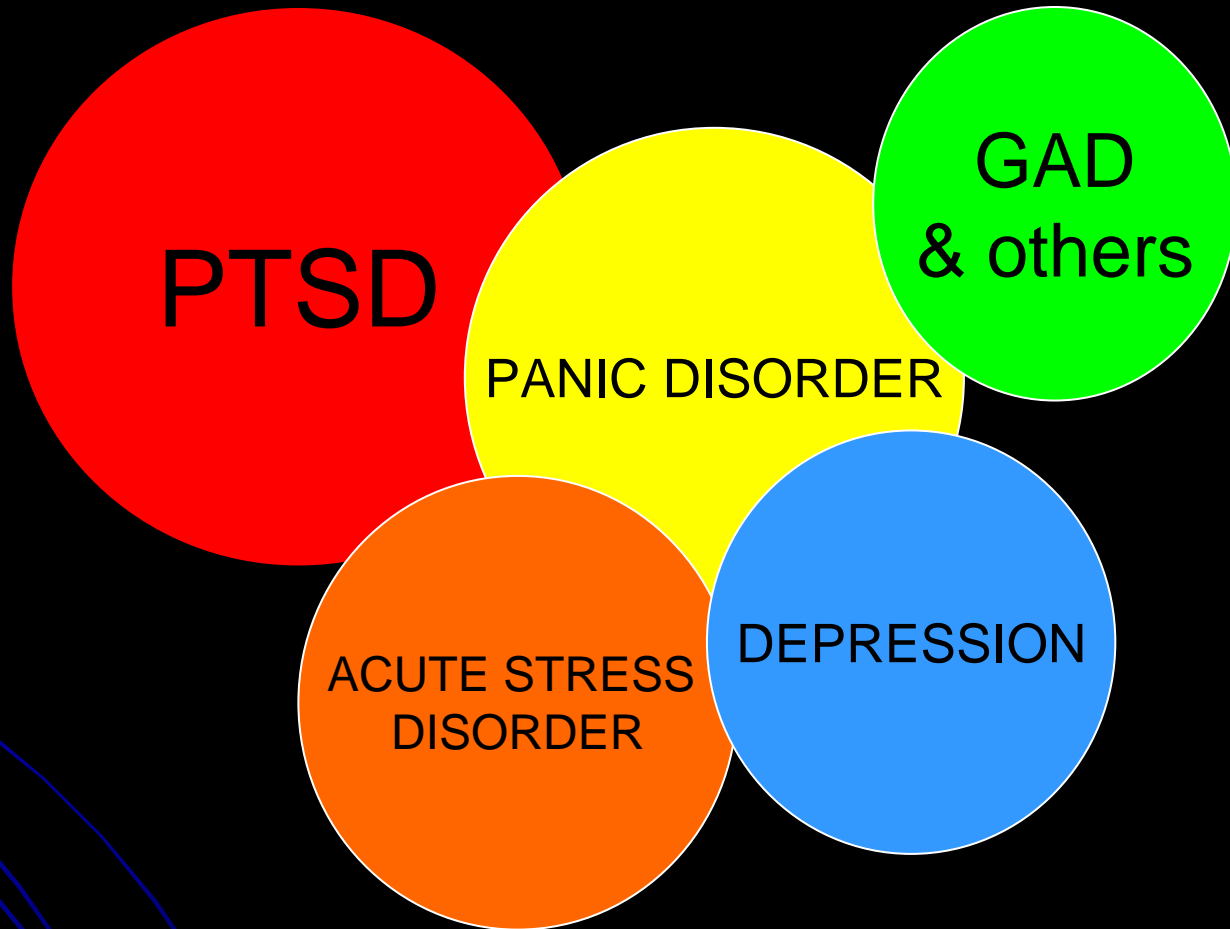 PTSD
GAD
& others
PANIC DISORDER
ACUTE STRESS
DISORDER
DEPRESSION